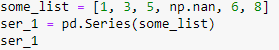 some_list = [1, 3, 5, np.nan, 6, 8]
ser_1 = pd.Series(some_list)
ser_1